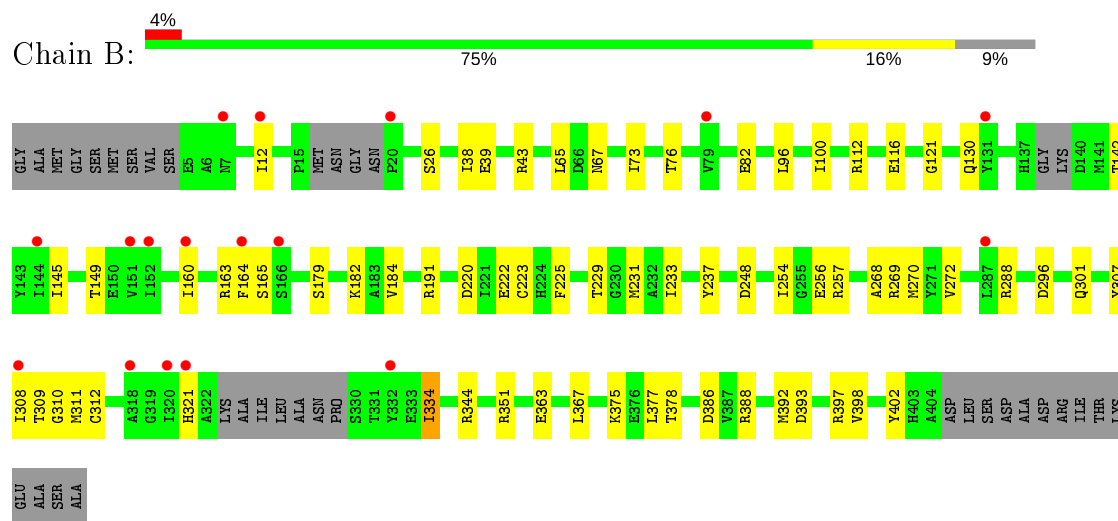 4%
Chain B:
75% 16% 9%
GLY ALA MET GLY SER MET SER VAL SER E5 A6 N7 I12 P15 MET ASN GLY ASN P20 S26 I38 E39 R43 L65 D66 N67 I73 T76 V79 E82 L96 I100 R112 E116 G121 Q130 Y131 H137 GLY LYS D140 M141 T142
Y143 I144 I145 T149 E150 V151 I152 I160 R163 F164 S165 S166 S179 K182 A183 V184 R191 D220 I221 E222 C223 H224 F225 T229 G230 M231 A232 I233 Y237 D248 I254 G255 E256 R257 A268 R269 M270 Y271 V272 L287 R288 D296 Q301 Y307
I308 T309 G310 M311 C312 A318 G319 I320 H321 A322 LYS ALA ILE LEU ALA ASN PRO S330 T331 Y332 E333 I334 R344 R351 E363 L367 K375 E376 L377 T378 D386 V387 R388 M392 D393 R397 V398 Y402 H403 A404 ASP LEU SER ASP ALA ASP ARG ILE THR LYS
GLU ALA SER ALA